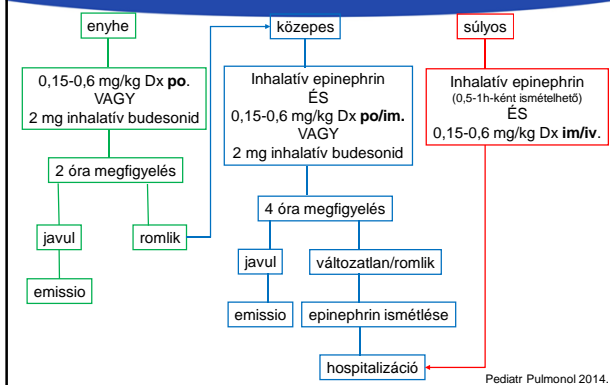 enyhe
0,15-0,6 mg/kg Dx po.
VAGY
2 mg inhalatív budesonid
2 óra megfigyelés
javul
romlik
emissio
közepes
Inhalatív epinephrin
ÉS
0,15-0,6 mg/kg Dx po/im.
VAGY
2 mg inhalatív budesonid
4 óra megfigyelés
javul
változatlan/romlik
emissio
epinephrin ismétlése
hospitalizáció
súlyos
Inhalatív epinephrin
(0,5-1h-ként ismételhető)
ÉS
0,15-0,6 mg/kg Dx im/iv.
Pediatr Pulmonol 2014.